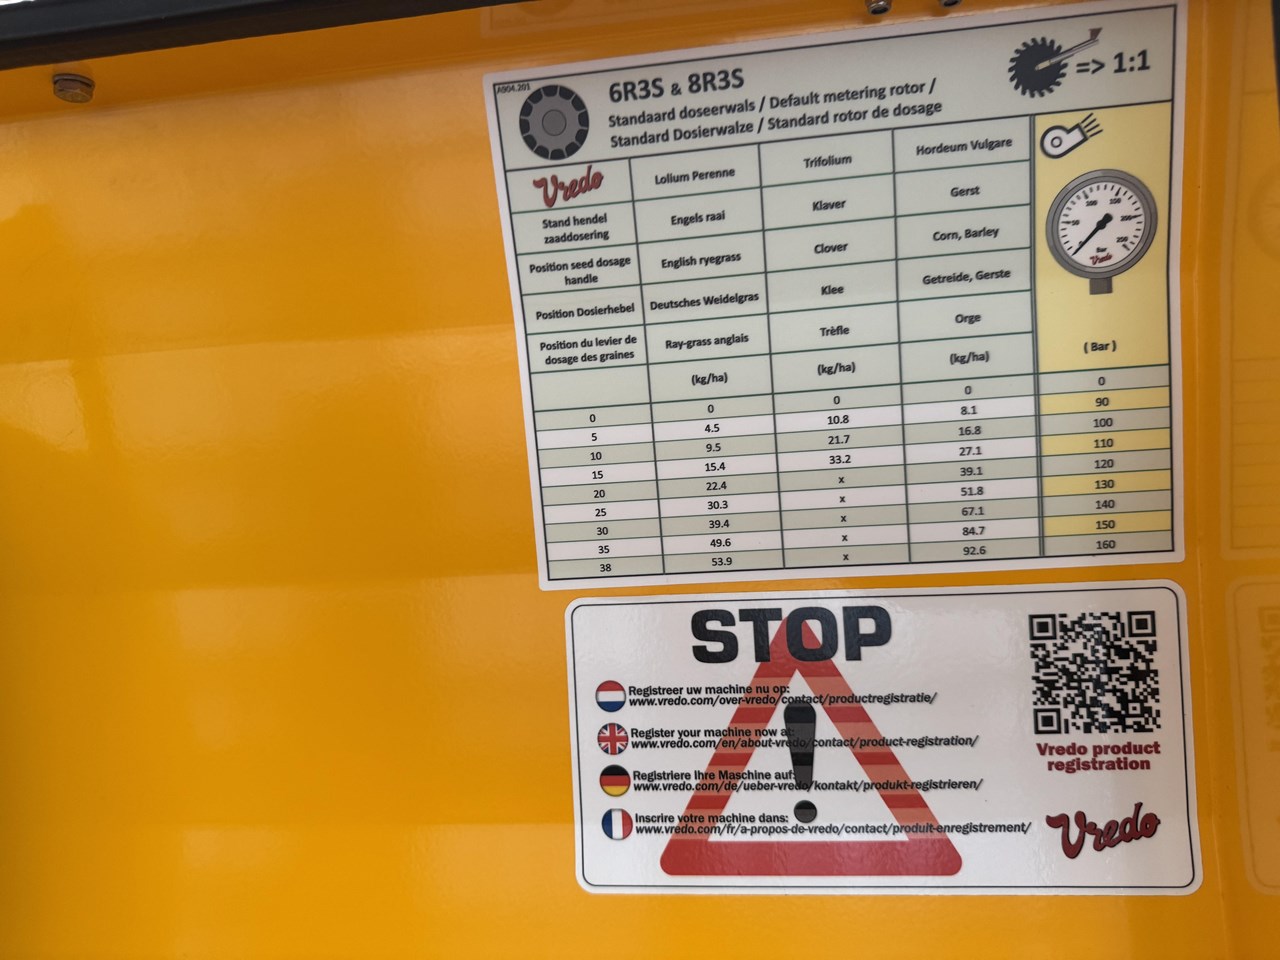 A904.201
6R3S & 8R3S
Standaard doseerwals / Default metering rotor /
Standard Dosierwalze / Standard rotor de dosage
=> 1:1
Vredo Lolium Perenne Trifolium Hordeum Vulgare
Stand hendel zaaddosering Engels raai Klaver Gerst
Position seed dosage handle English ryegrass Clover Corn, Barley
Position Dosierhebel Deutsches Weidelgras Klee Getreide, Gerste
Position du levier de dosage des graines Ray-grass anglais Trèfle Orge
(kg/ha) (kg/ha) (kg/ha) (Bar)
0 0 0 0 0
5 4.5 10.8 8.1 90
10 9.5 21.7 16.8 100
15 15.4 33.2 27.1 110
20 22.4 x 39.1 120
25 30.3 x 51.8 130
30 39.4 x 67.1 140
35 49.6 x 84.7 150
38 53.9 x 92.6 160
STOP
Registreer uw machine nu op:
www.vredo.com/over-vredo/contact/productregistratie/
Register your machine now at:
www.vredo.com/en/about-vredo/contact/product-registration/
Registriere Ihre Maschine auf:
www.vredo.com/de/ueber-vredo/kontakt/produkt-registrieren/
Inscrire votre machine dans:
www.vredo.com/fr/a-propos-de-vredo/contact/produit-enregistrement/
Vredo product
registration
Vredo